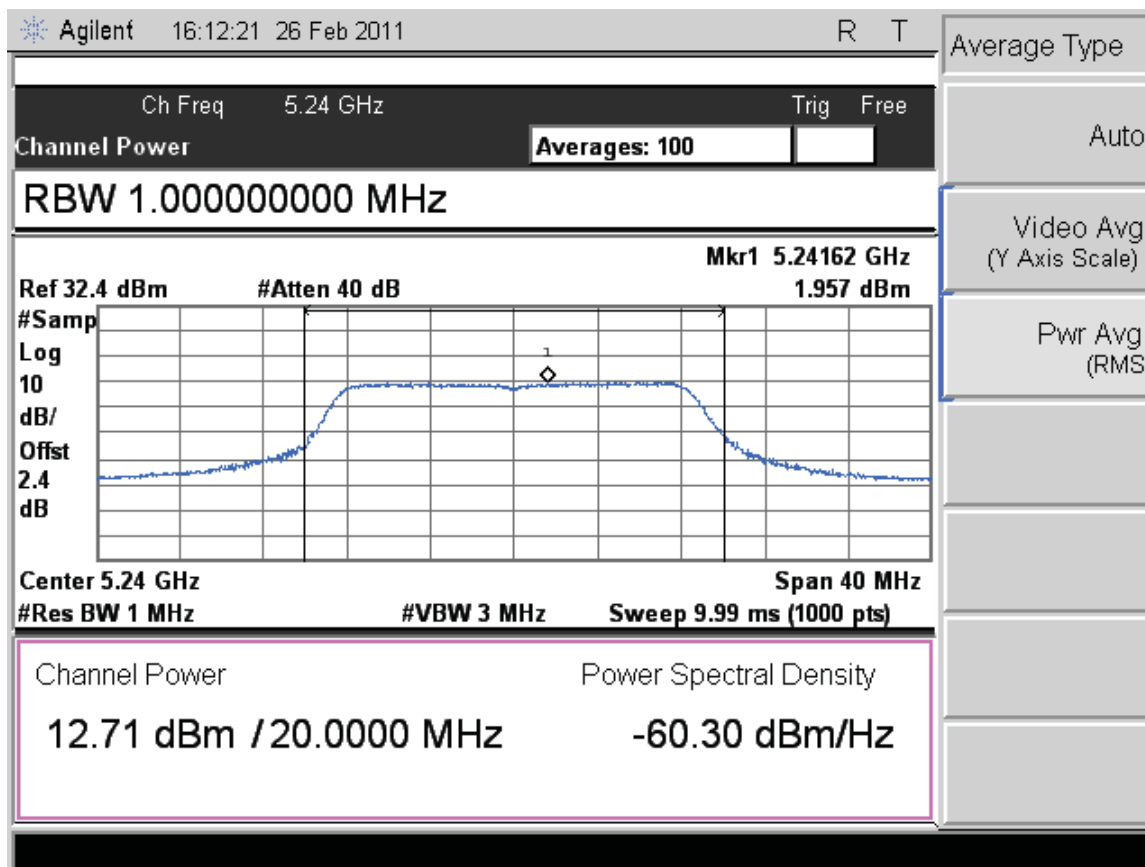 Agilent 16:12:21 26 Feb 2011 R T
Average Type
Ch Freq 5.24 GHz Trig Free
Channel Power Averages: 100
Auto
RBW 1.000000000 MHz
Video Avg
(Y Axis Scale)
Mkr1 5.24162 GHz
Ref 32.4 dBm #Atten 40 dB 1.957 dBm
#Samp
Log
10
dB/
Offst
2.4
dB
1
Pwr Avg
(RMS
Center 5.24 GHz Span 40 MHz
#Res BW 1 MHz #VBW 3 MHz Sweep 9.99 ms (1000 pts)
Channel Power Power Spectral Density
12.71 dBm / 20.0000 MHz -60.30 dBm/Hz